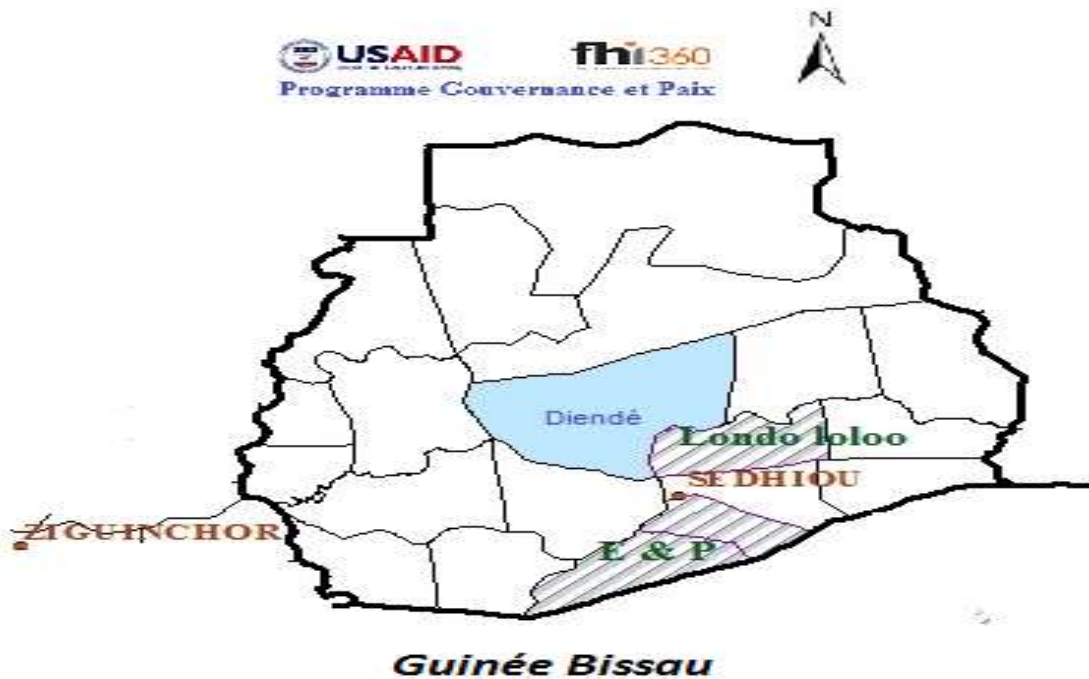 N
USAID fhi360
Programme Gouvernance et Paix
Diendé
Londo loloo
SEDHIOU
ZIGUINCHOR
E & P
Guinée Bissau